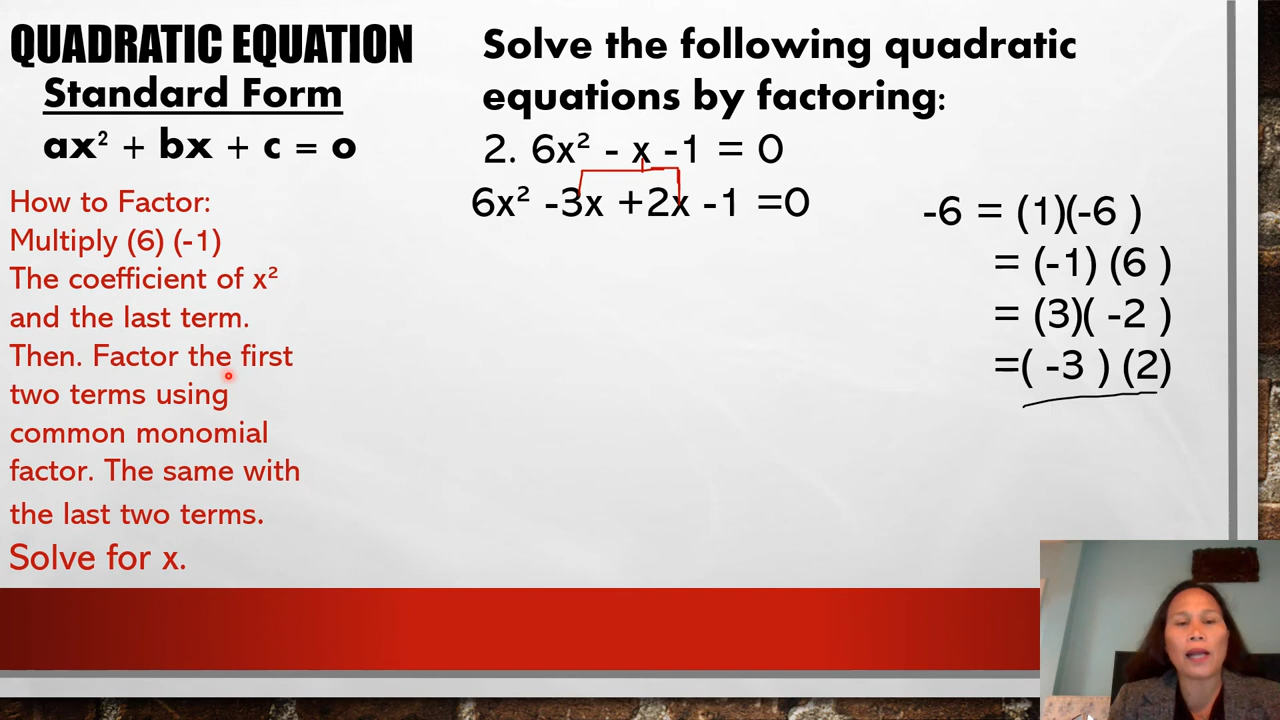 QUADRATIC EQUATION
Standard Form
ax² + bx + c = o
How to Factor:
Multiply (6) (-1)
The coefficient of x²
and the last term.
Then. Factor the first
two terms using
common monomial
factor. The same with
the last two terms.
Solve for x.
Solve the following quadratic
equations by factoring:
2. 6x² - x -1 = 0
6x² -3x +2x -1 =0
-6 = (1)(-6 )
= (-1) (6 )
= (3)( -2 )
=( -3 ) (2)